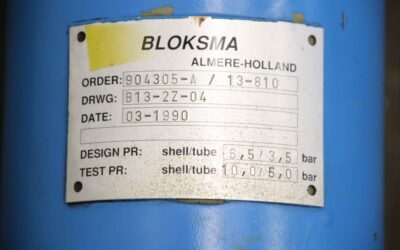 BLOKSMA
ALMERE-HOLLAND
ORDER: 904305-A / 13-810
DRWG: B13-2Z-04
DATE: 03-1990
DESIGN PR: shell/tube 6,5/3,5 bar
TEST PR: shell/tube 10,0/5,0 bar